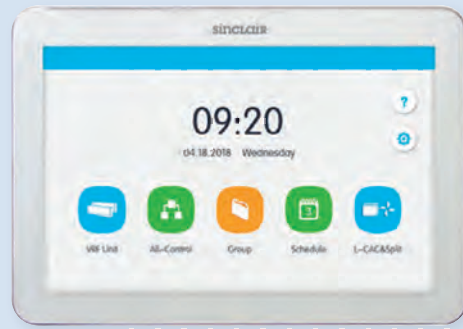 SINCLAIR
09:20
04.18.2018 Wednesday
?
VRF Unit
All-Control
Group
Schedule
L-CAC&Split